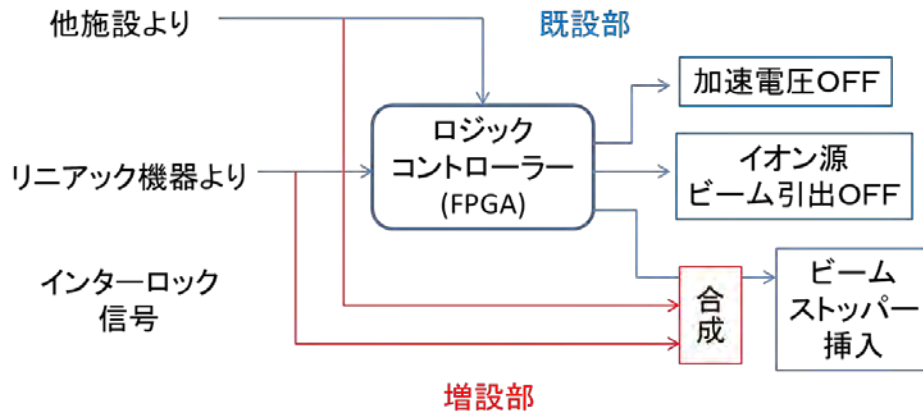 他施設より
既設部
加速電圧OFF
ロジック
コントローラー
(FPGA)
リニアック機器より
イオン源
ビーム引出OFF
インターロック
信号
合成
ビーム
ストッパー
挿入
増設部